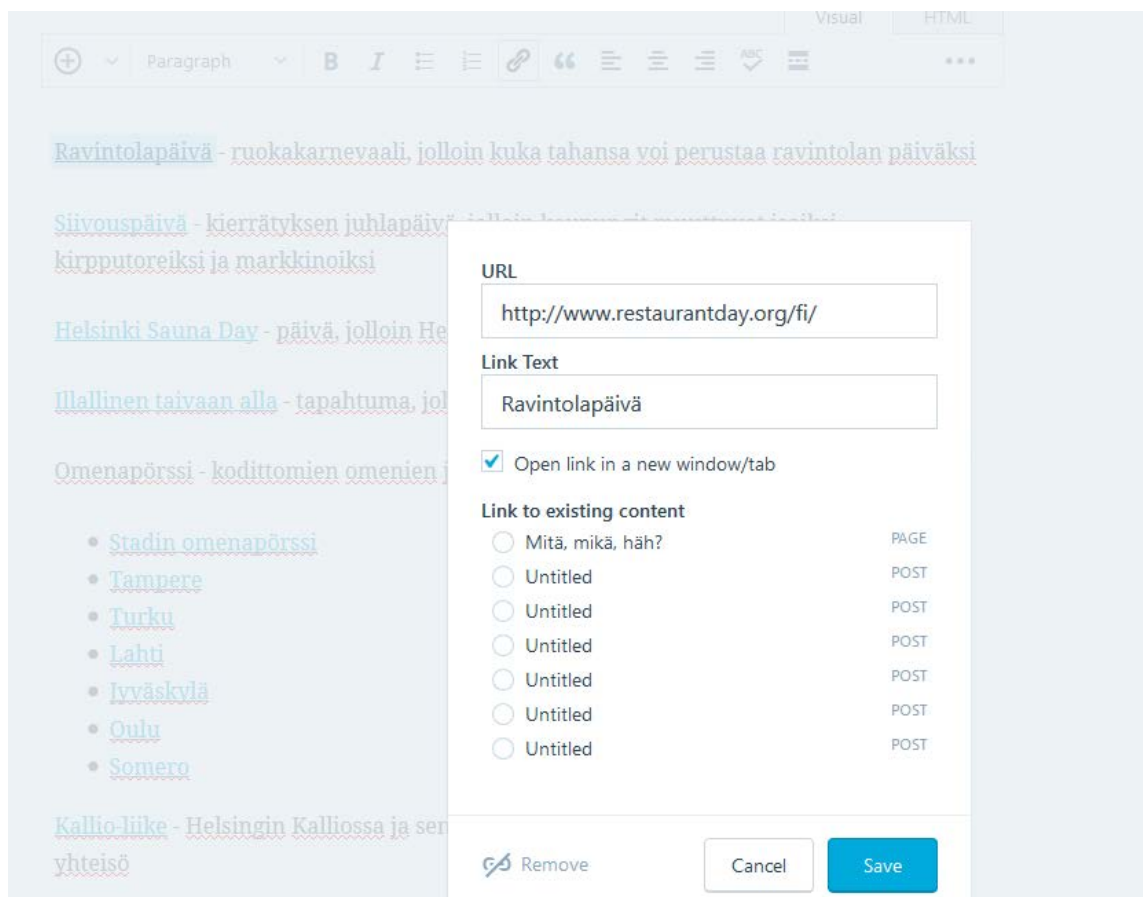 Visual HTML
Paragraph B I ABC
Ravintolapäivä - ruokakarnevaali, jolloin kuka tahansa voi perustaa ravintolan päiväksi
Siivouspäivä - kierrätyksen juhlapäivä
kirpputoreiksi ja markkinoiksi
Helsinki Sauna Day - päivä, jolloin He
Illallinen taivaan alla - tapahtuma, jol
Omenapörssi - kodittomien omenien j
Stadin omenapörssi
Tampere
Turku
Lahti
Jyväskylä
Oulu
Somero
Kallio-liike - Helsingin Kalliossa ja sen
yhteisö
URL
http://www.restaurantday.org/fi/
Link Text
Ravintolapäivä
Open link in a new window/tab
Link to existing content
Mitä, mikä, häh? PAGE
Untitled POST
Untitled POST
Untitled POST
Untitled POST
Untitled POST
Untitled POST
Remove Cancel Save